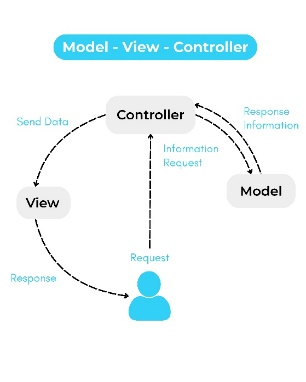 Model - View - Controller
Controller
Send Data
Response
Information
Information
Request
View
Model
Response
Request